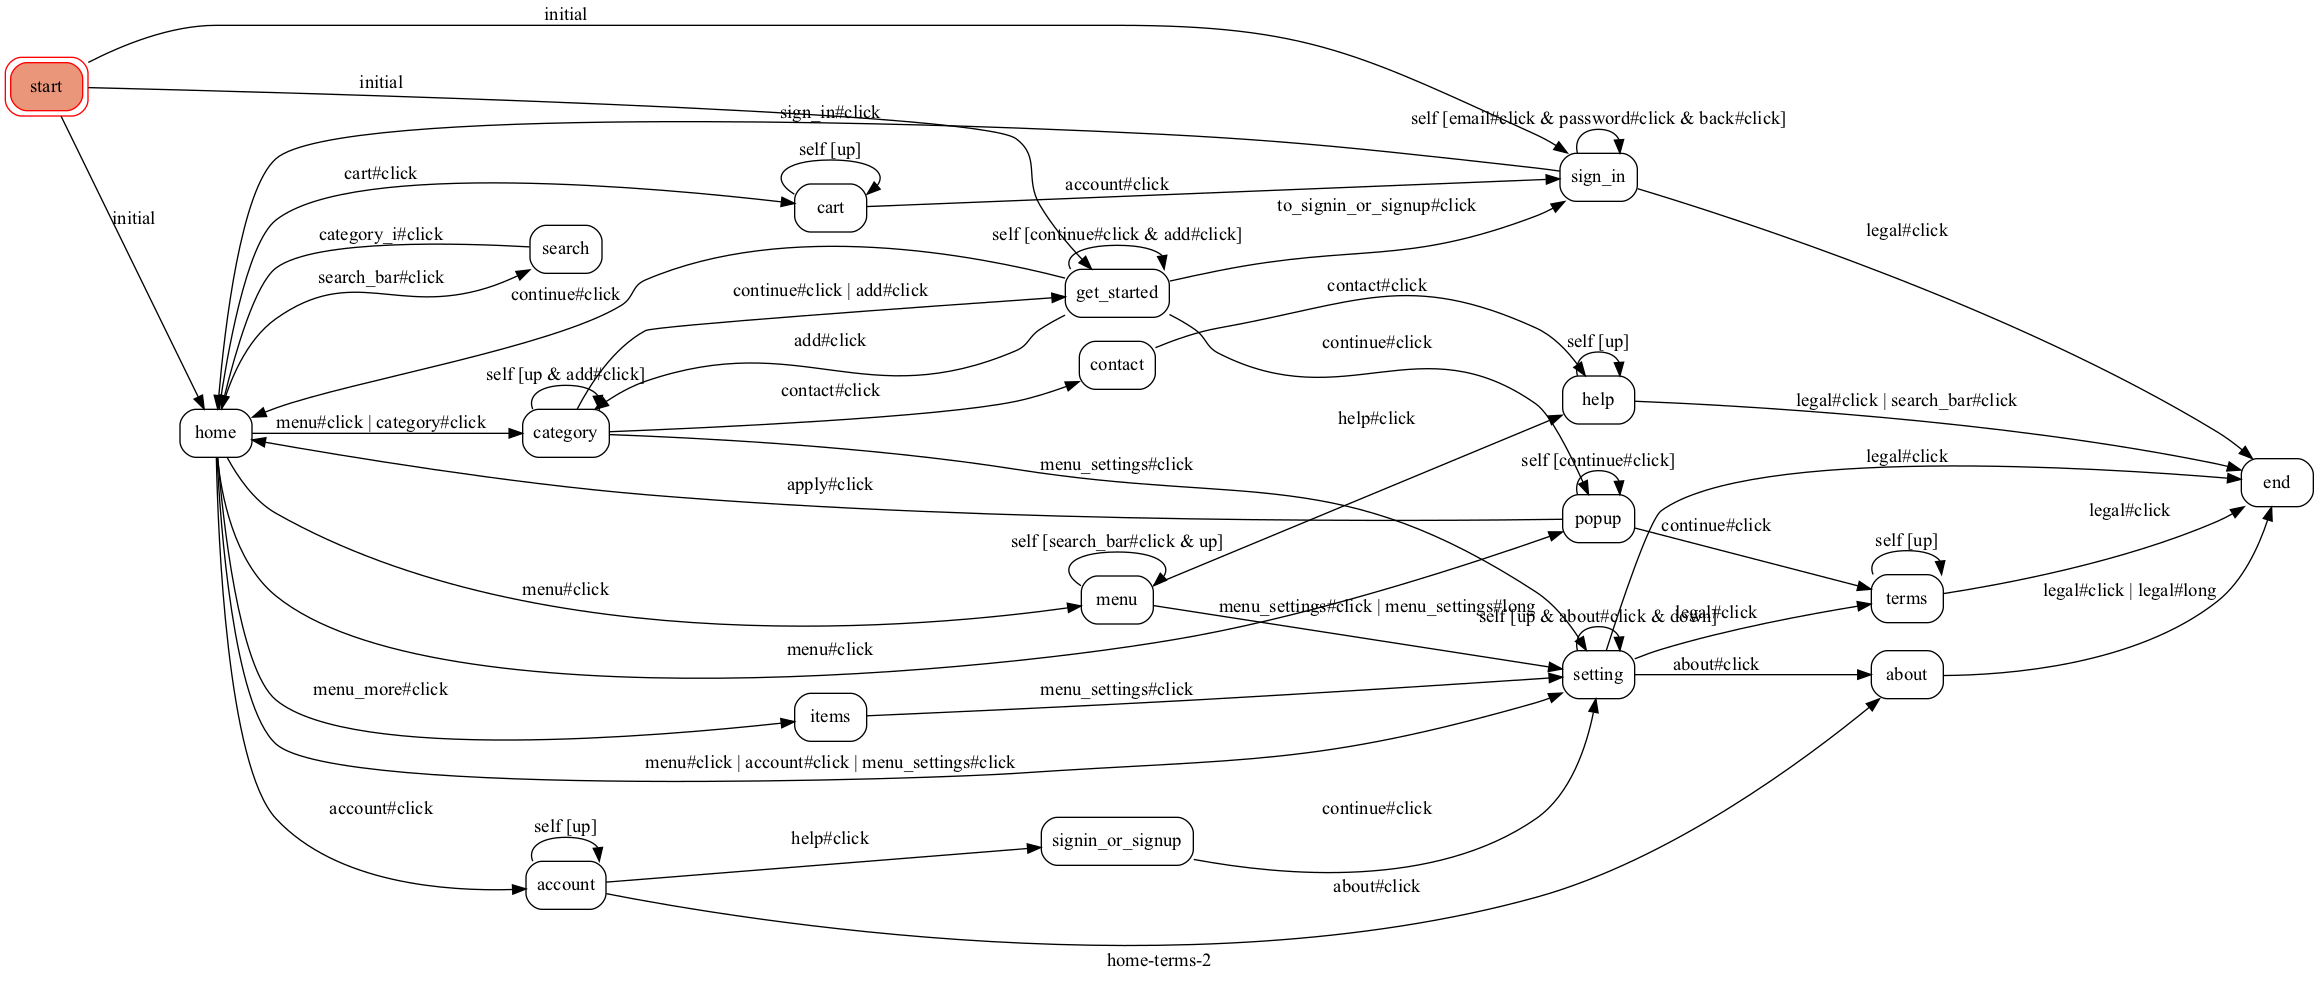 initial
start
initial
sign_in#click
self [email#click & password#click & back#click]
self [up]
cart#click
account#click
sign_in
cart
to_signin_or_signup#click
initial
legal#click
category_i#click
search
self [continue#click & add#click]
search_bar#click
continue#click
continue#click | add#click
get_started
contact#click
add#click
continue#click
self [up]
contact
self [up & add#click]
contact#click
help
legal#click | search_bar#click
help#click
home
menu#click | category#click
category
menu_settings#click
self [continue#click]
legal#click
apply#click
end
popup
continue#click
legal#click
self [search_bar#click & up]
self [up]
menu#click
menu
terms
legal#click | legal#long
menu_settings#click | menu_settings#long
self [up & about#click & down]
legal#click
menu#click
setting
about#click
about
menu_more#click
menu_settings#click
items
menu#click | account#click | menu_settings#click
account#click
continue#click
self [up]
help#click
signin_or_signup
account
about#click
home-terms-2